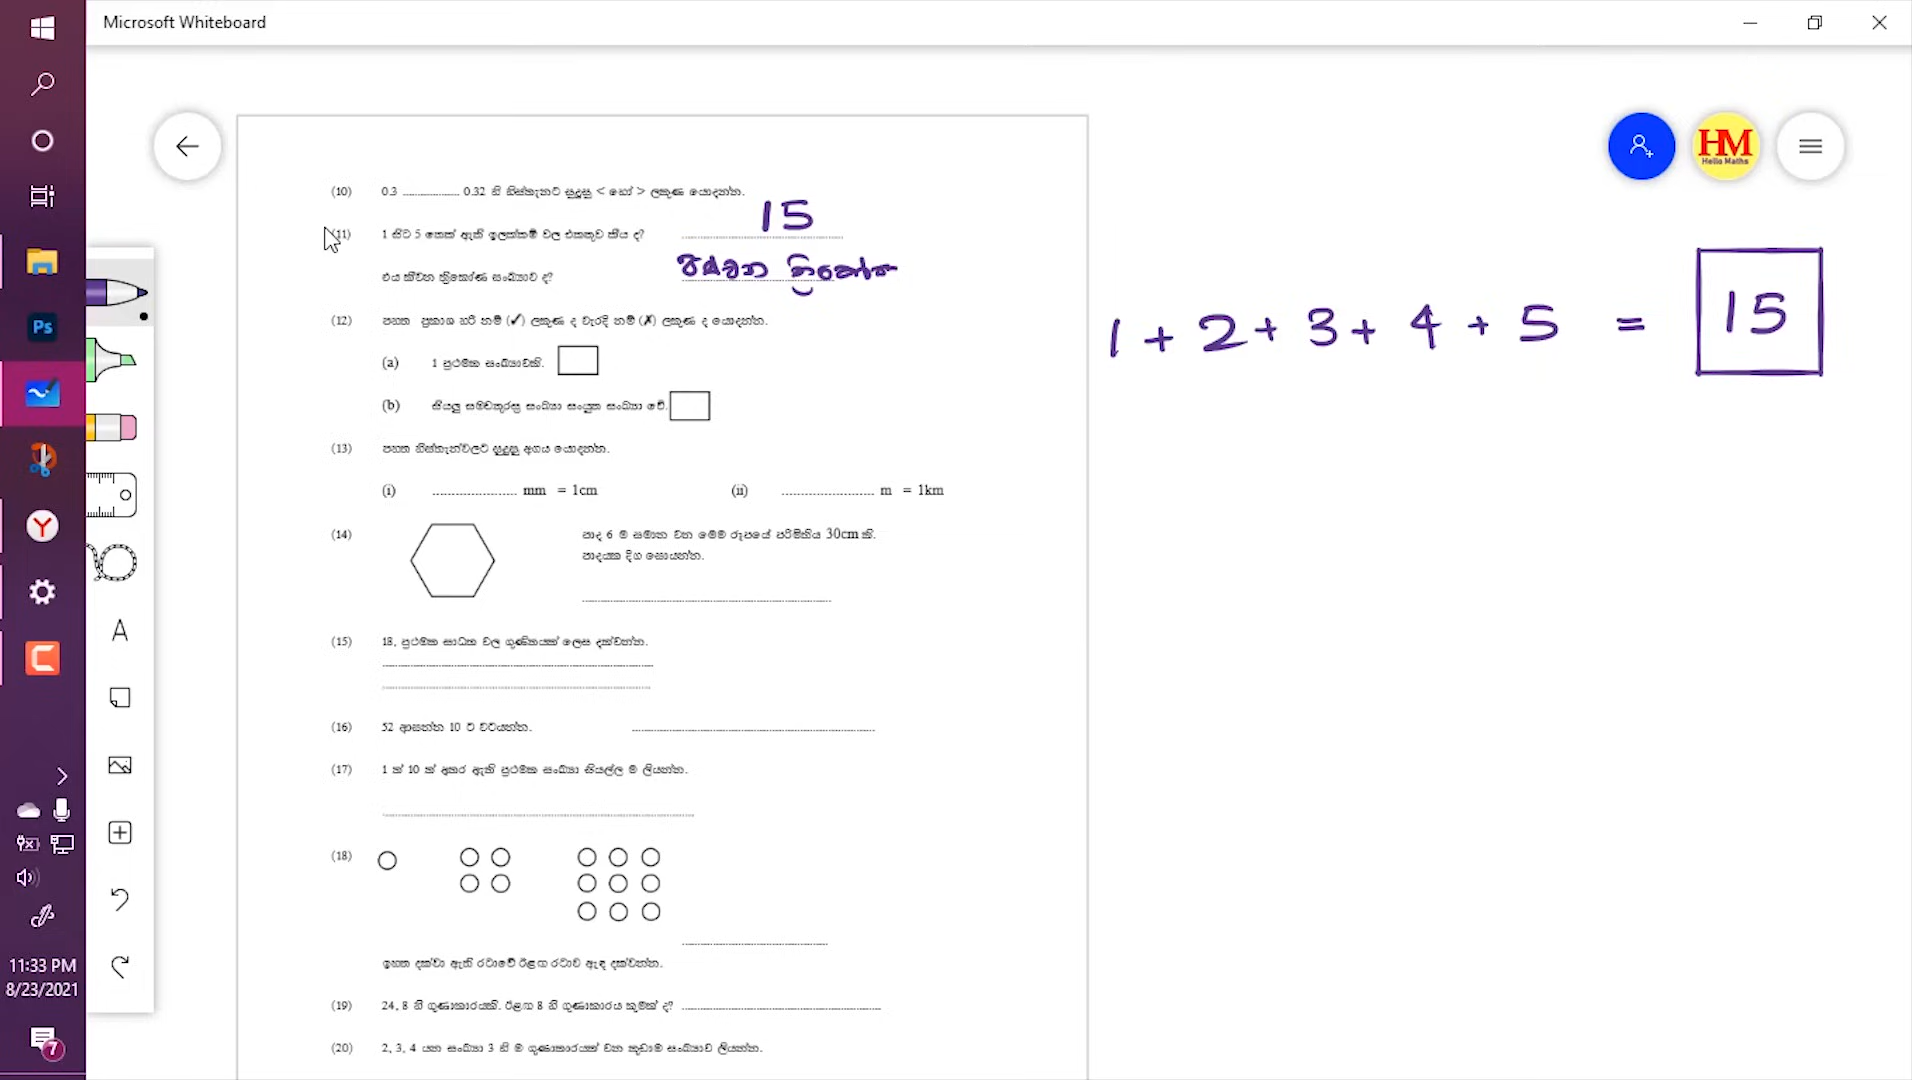 Microsoft Whiteboard
HM
Hello Maths
(10) 0.3 .................... 0.32 හි හිස්තැනට සුදුසු < හෝ > ලකුණ යොදන්න.
15
(11) 1 සිට 5 තෙක් ඇති ඉලක්කම් වල එකතුව කීය ද?
එය කීවන ත්‍රිකෝණ සංඛ්‍යාව ද?
1 + 2 + 3 + 4 + 5 = 15
(12) පහත ප්‍රකාශ හරි නම් (✓) ලකුණ ද වැරදි නම් (✗) ලකුණ ද යොදන්න.
(a) 1 ප්‍රථමක සංඛ්‍යාවකි.
(b) සියලු සමචතුරස්‍ර සංඛ්‍යා සංයුත සංඛ්‍යා වේ.
(13) පහත හිස්තැන්වලට සුදුසු අගය යොදන්න.
(i) ........................ mm = 1cm (ii) .......................... m = 1km
(14) පාද 6 ම සමාන වන මෙම රූපයේ පරිමිතිය 30cm කි.
පාදයක දිග සොයන්න.
(15) 18, ප්‍රථමක සාධක වල ගුණිතයක් ලෙස දක්වන්න.
(16) 52 ආසන්න 10 ට වටයන්න.
(17) 1 ත් 10 ත් අතර ඇති ප්‍රථමක සංඛ්‍යා සියල්ල ම ලියන්න.
(18)
ඉහත දක්වා ඇති රටාවේ ඊළඟ රටාව ඇඳ දක්වන්න.
(19) 24, 8 හි ගුණාකාරයකි. ඊළඟ 8 හි ගුණාකාරය කුමක් ද?
(20) 2, 3, 4 යන සංඛ්‍යා 3 හි ම ගුණාකාරයක් වන කුඩාම සංඛ්‍යාව ලියන්න.
11:33 PM
8/23/2021
7